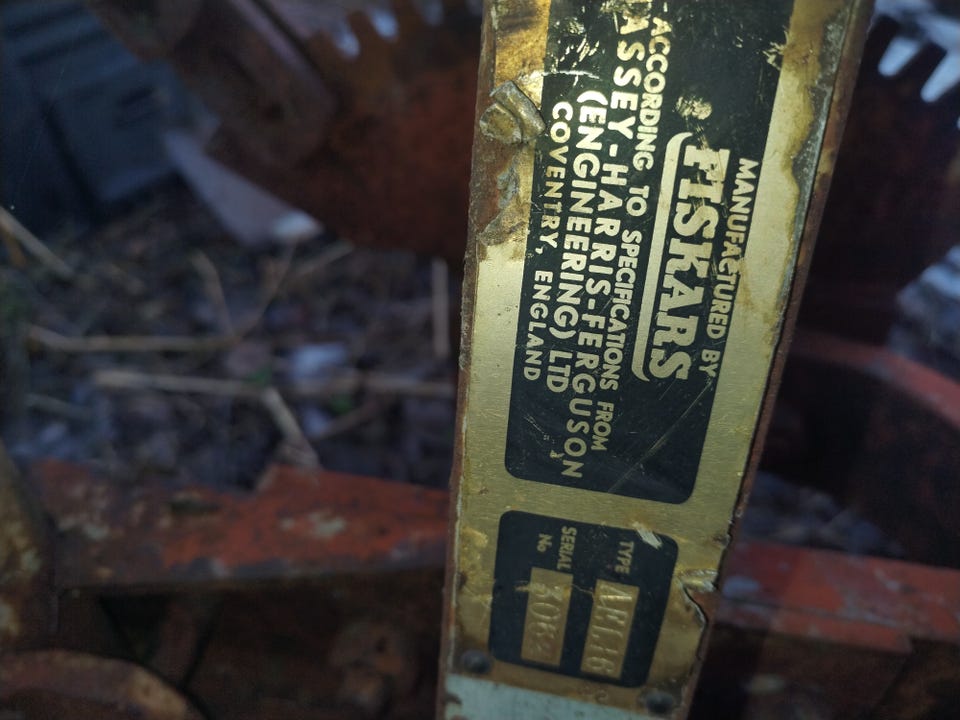 MANUFACTURED BY
FISKARS
ACCORDING TO SPECIFICATIONS FROM
ASSEY-HARRIS-FERGUSON
(ENGINEERING) LTD
COVENTRY, ENGLAND
TYPE
SERIAL
No